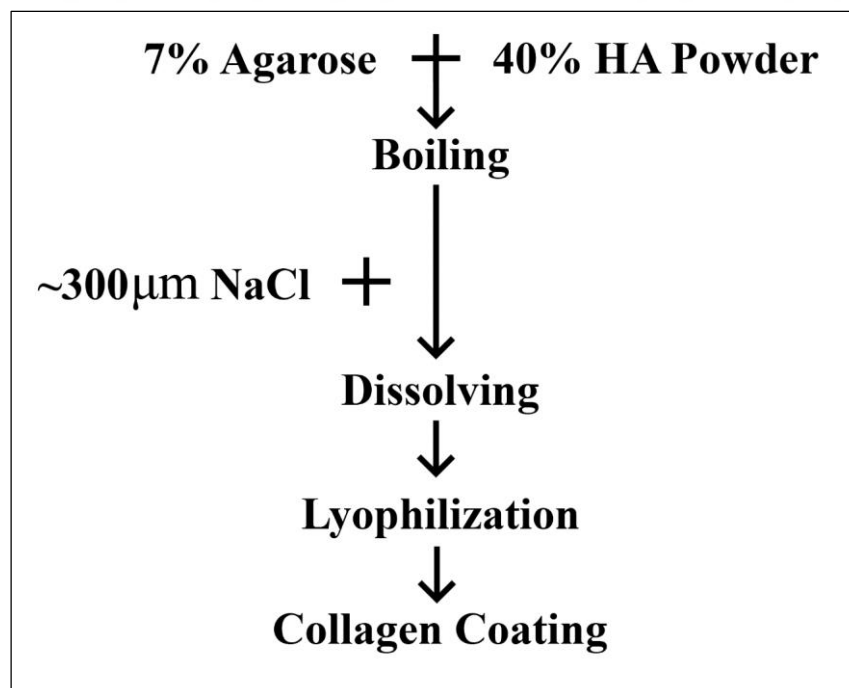 7% Agarose + 40% HA Powder
Boiling
~300μm NaCl +
Dissolving
Lyophilization
Collagen Coating